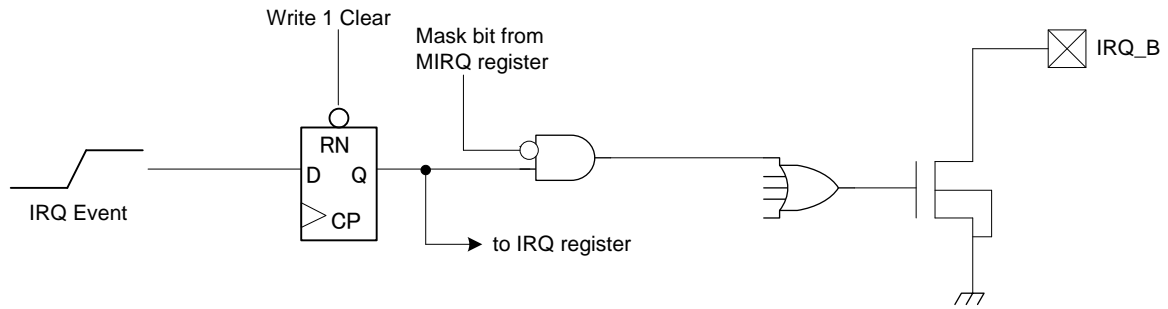 Write 1 Clear
Mask bit from
MIRQ register
IRQ_B
RN
D Q
CP
IRQ Event
to IRQ register